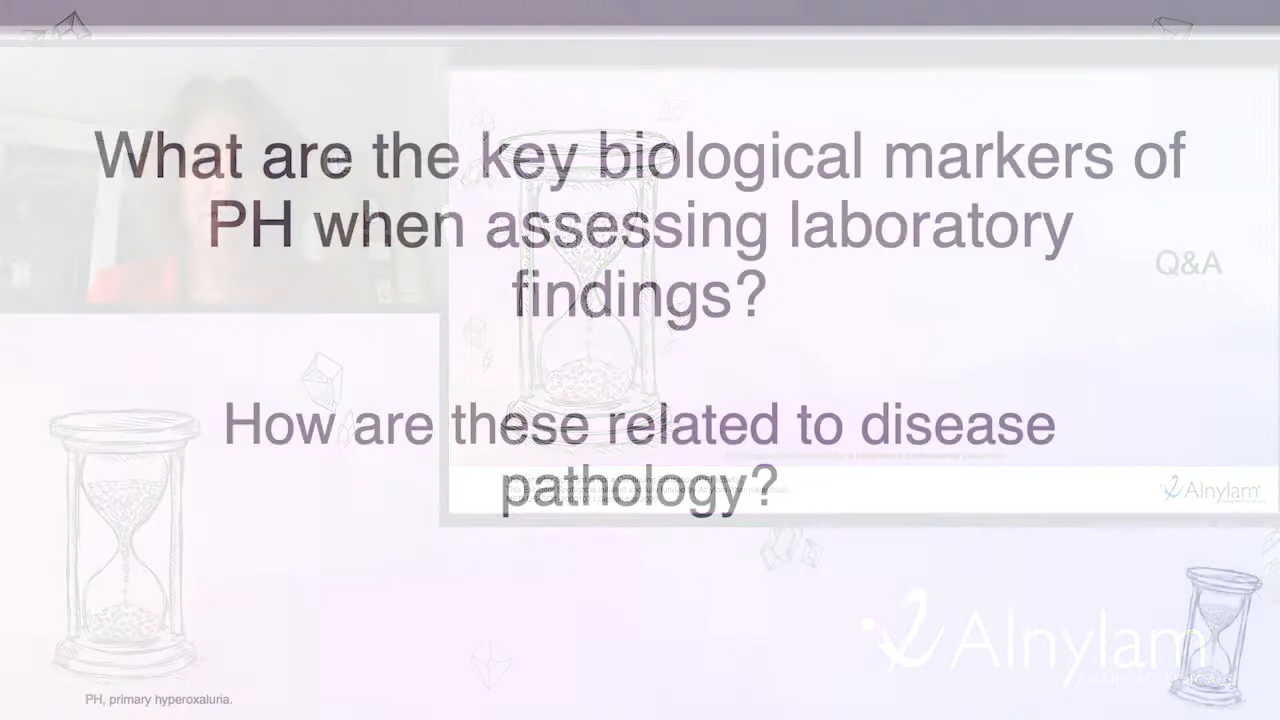 What are the key biological markers of
PH when assessing laboratory
findings?
Q&A
How are these related to disease
pathology?
Alnylam
Alnylam
PH, primary hyperoxaluria.